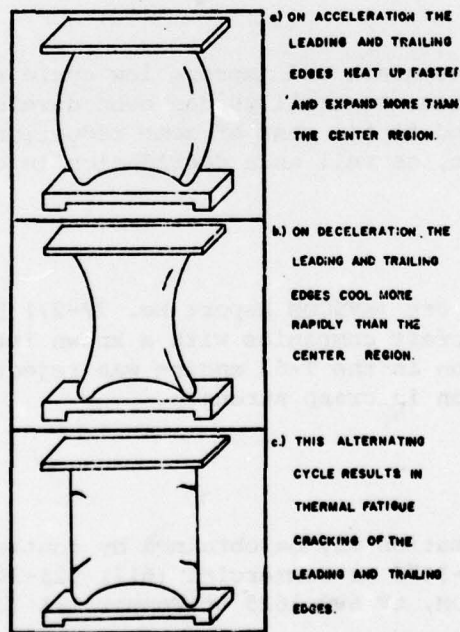 a.) ON ACCELERATION THE
LEADING AND TRAILING
EDGES HEAT UP FASTER
AND EXPAND MORE THAN
THE CENTER REGION.
b.) ON DECELERATION, THE
LEADING AND TRAILING
EDGES COOL MORE
RAPIDLY THAN THE
CENTER REGION.
c.) THIS ALTERNATING
CYCLE RESULTS IN
THERMAL FATIGUE
CRACKING OF THE
LEADING AND TRAILING
EDGES.